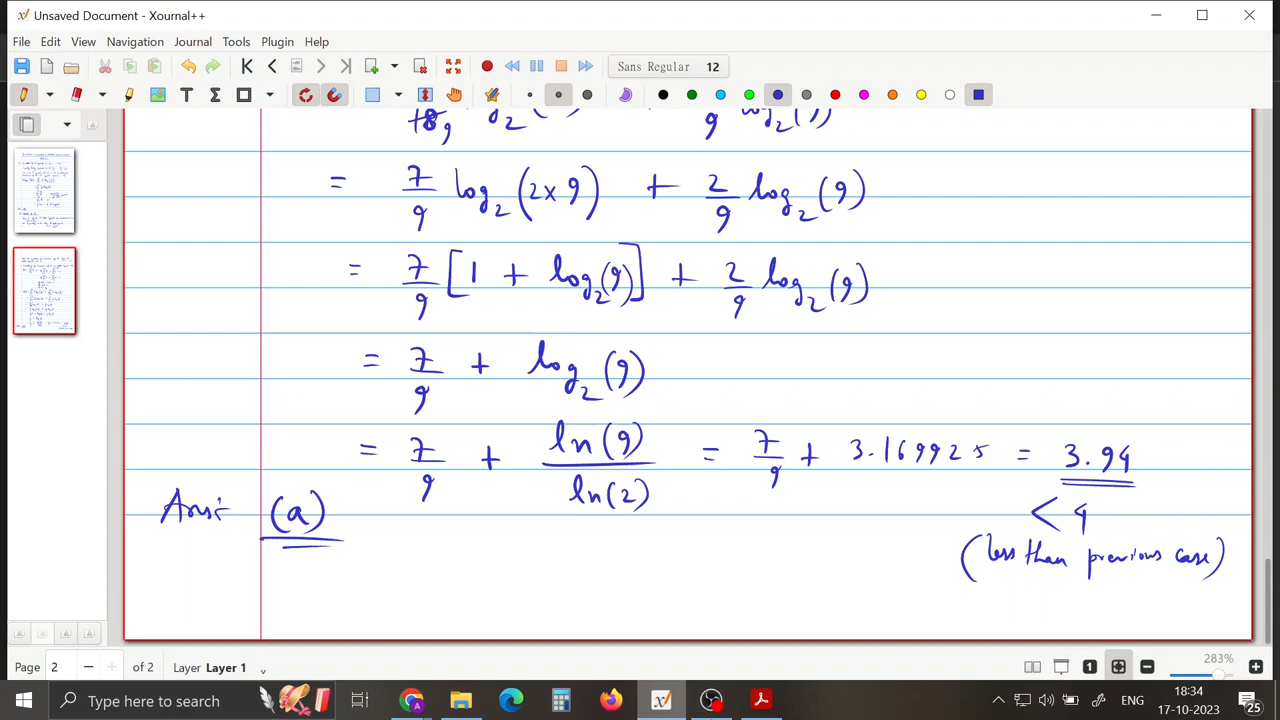 Unsaved Document - Xournal++
File Edit View Navigation Journal Tools Plugin Help
Sans Regular 12
= 7/9 log₂(2×9) + 2/9 log₂(9)
= 7/9 [1 + log₂(9)] + 2/9 log₂(9)
= 7/9 + log₂(9)
= 7/9 + ln(9)/ln(2) = 7/9 + 3.169925 = 3.94
Ans:- (a)
< 4
(less than previous case)
Page 2 of 2 Layer Layer 1
283%
Type here to search
ENG
18:34
17-10-2023
25